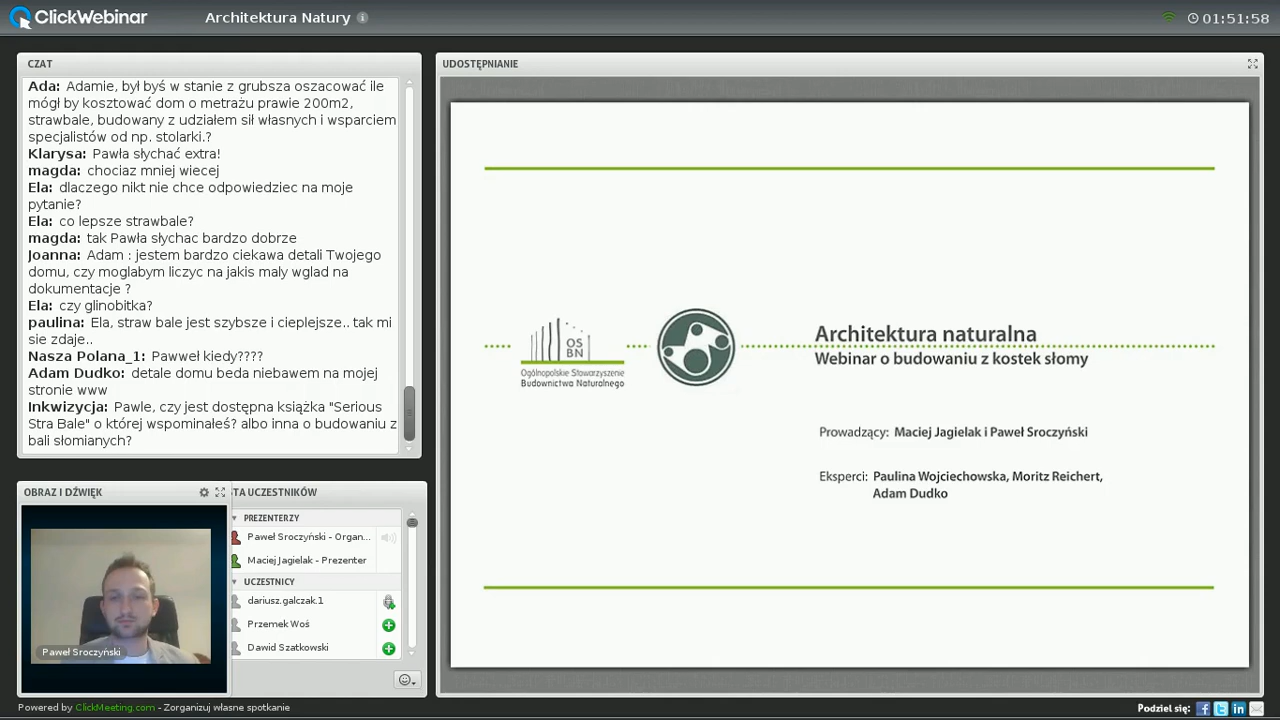 ClickWebinar
Architektura Natury
01:51:58
CZAT
Ada: Adamie, był byś w stanie z grubsza oszacować ile
mógł by kosztować dom o metrażu prawie 200m2,
strawbale, budowany z udziałem sił własnych i wsparciem
specjalistów od np. stolarki.?
Klarysa: Pawła słychać extra!
magda: chociaz mniej wiecej
Ela: dlaczego nikt nie chce odpowiedziec na moje
pytanie?
Ela: co lepsze strawbale?
magda: tak Pawła słychac bardzo dobrze
Joanna: Adam : jestem bardzo ciekawa detali Twojego
domu, czy moglabym liczyc na jakis maly wglad na
dokumentacje ?
Ela: czy glinobitka?
paulina: Ela, straw bale jest szybsze i cieplejsze.. tak mi
sie zdaje..
Nasza Polana_1: Pawweł kiedy????
Adam Dudko: detale domu beda niebawem na mojej
stronie www
Inkwizycja: Pawle, czy jest dostępna książka "Serious
Stra Bale" o której wspominałeś? albo inna o budowaniu z
bali słomianych?
OBRAZ I DŹWIĘK
Paweł Sroczyński
TA UCZESTNIKÓW
PREZENTERZY
Paweł Sroczyński - Organ...
Maciej Jagielak - Prezenter
UCZESTNICY
dariusz.galczak.1
Przemek Woś
Dawid Szatkowski
UDOSTĘPNIANIE
OS
BN
Ogólnopolskie Stowarzyszenie
Budownictwa Naturalnego
Architektura naturalna
Webinar o budowaniu z kostek słomy
Prowadzący: Maciej Jagielak i Paweł Sroczyński
Eksperci: Paulina Wojciechowska, Moritz Reichert,
Adam Dudko
Powered by ClickMeeting.com - Zorganizuj własne spotkanie
Podziel się: